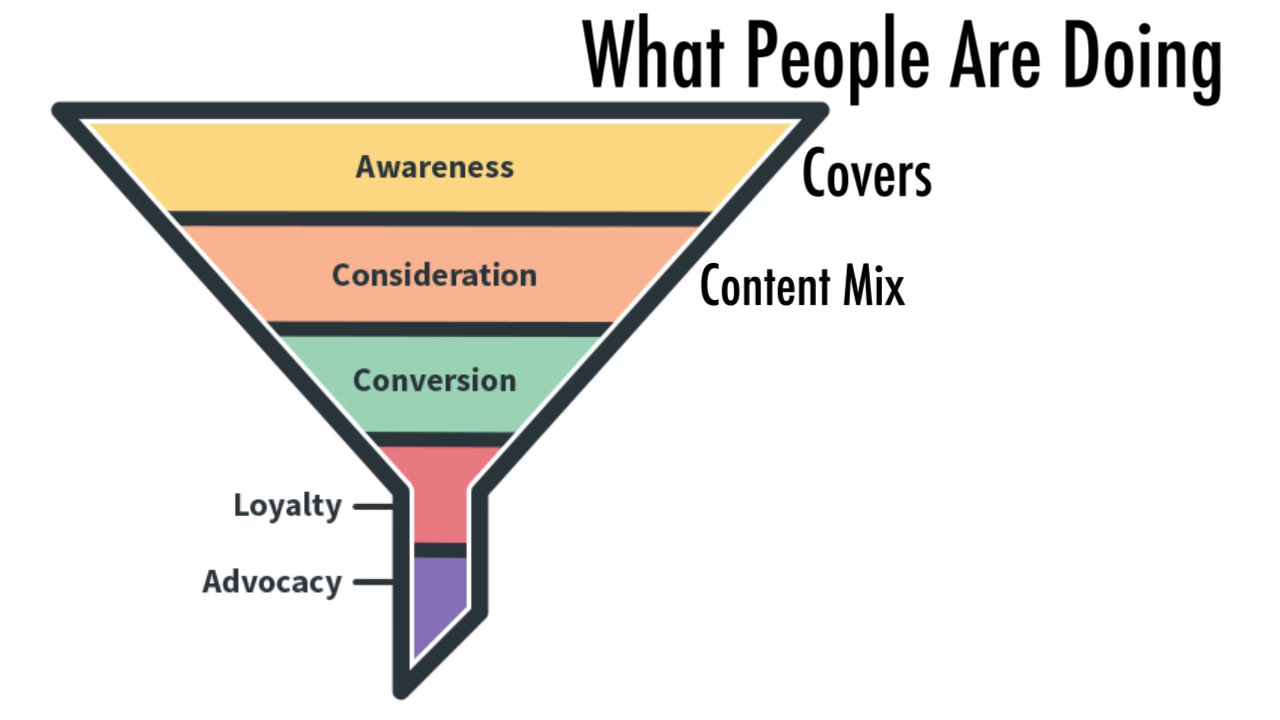 What People Are Doing
Awareness
Covers
Consideration
Content Mix
Conversion
Loyalty
Advocacy